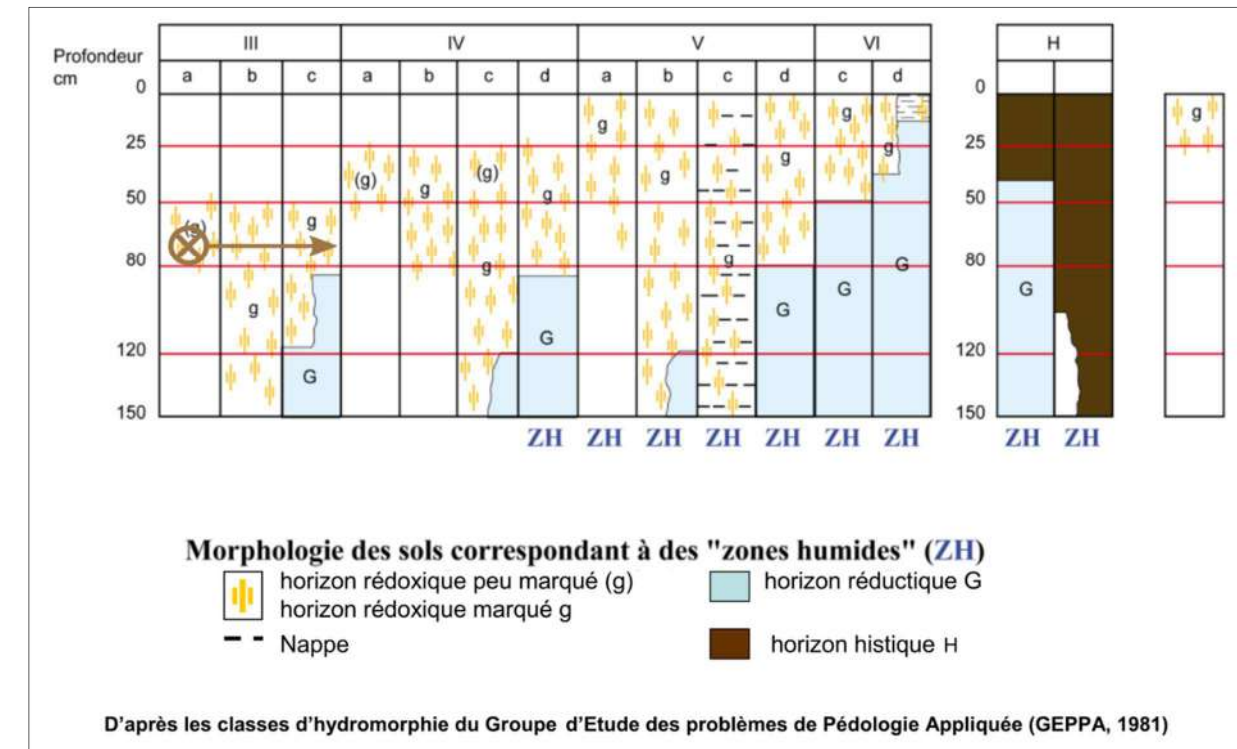 III IV V VI H
Profondeur
cm
a b c a b c d a b c d c d
0 0
g g g g
25 25
(g) g (g) g g g g
50 50
(g) g
80 80
g g g G G G G
G
120 120
G
150 150
ZH ZH ZH ZH ZH ZH ZH ZH ZH
Morphologie des sols correspondant à des "zones humides" (ZH)
horizon rédoxique peu marqué (g)
horizon rédoxique marqué g
horizon réductique G
Nappe
horizon histique H
D'après les classes d'hydromorphie du Groupe d'Etude des problèmes de Pédologie Appliquée (GEPPA, 1981)